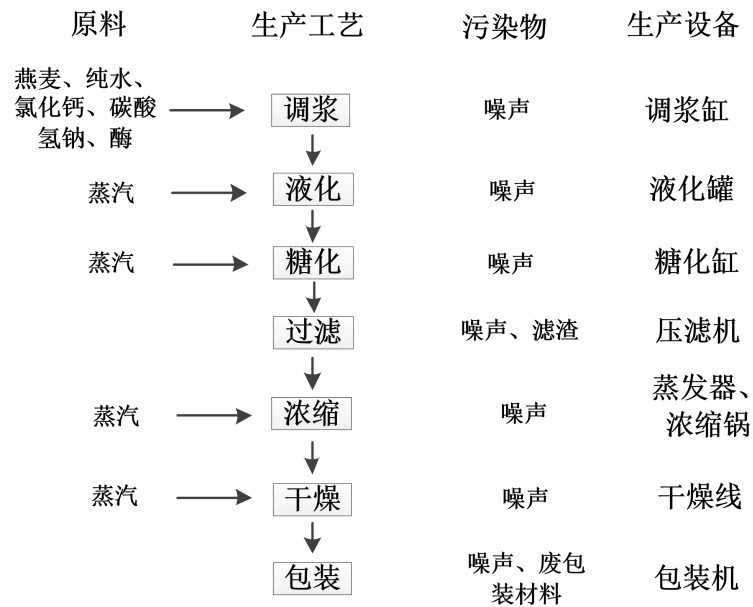 原料 生产工艺 污染物 生产设备
燕麦、纯水、
氯化钙、碳酸
氢钠、酶
调浆 噪声 调浆缸
蒸汽 液化 噪声 液化罐
蒸汽 糖化 噪声 糖化缸
过滤 噪声、滤渣 压滤机
蒸汽 浓缩 噪声 蒸发器、
浓缩锅
蒸汽 干燥 噪声 干燥线
包装 噪声、废包
装材料 包装机